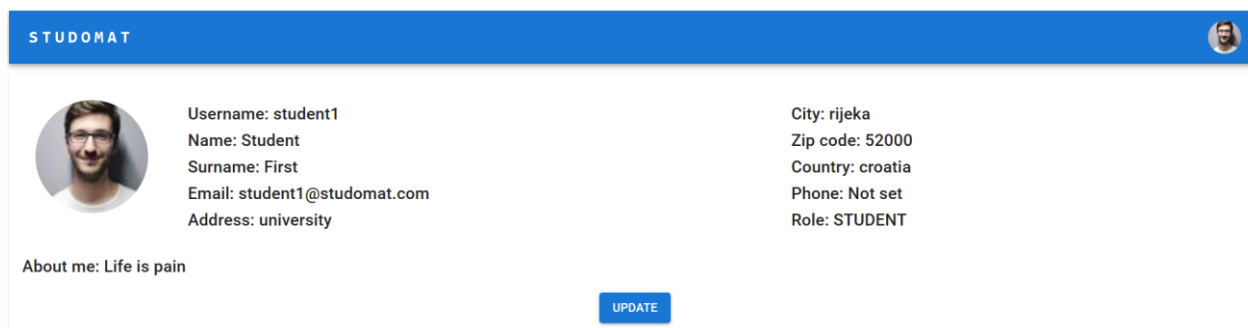 STUDOMAT
Username: student1
Name: Student
Surname: First
Email: student1@studomat.com
Address: university
City: rijeka
Zip code: 52000
Country: croatia
Phone: Not set
Role: STUDENT
About me: Life is pain
UPDATE